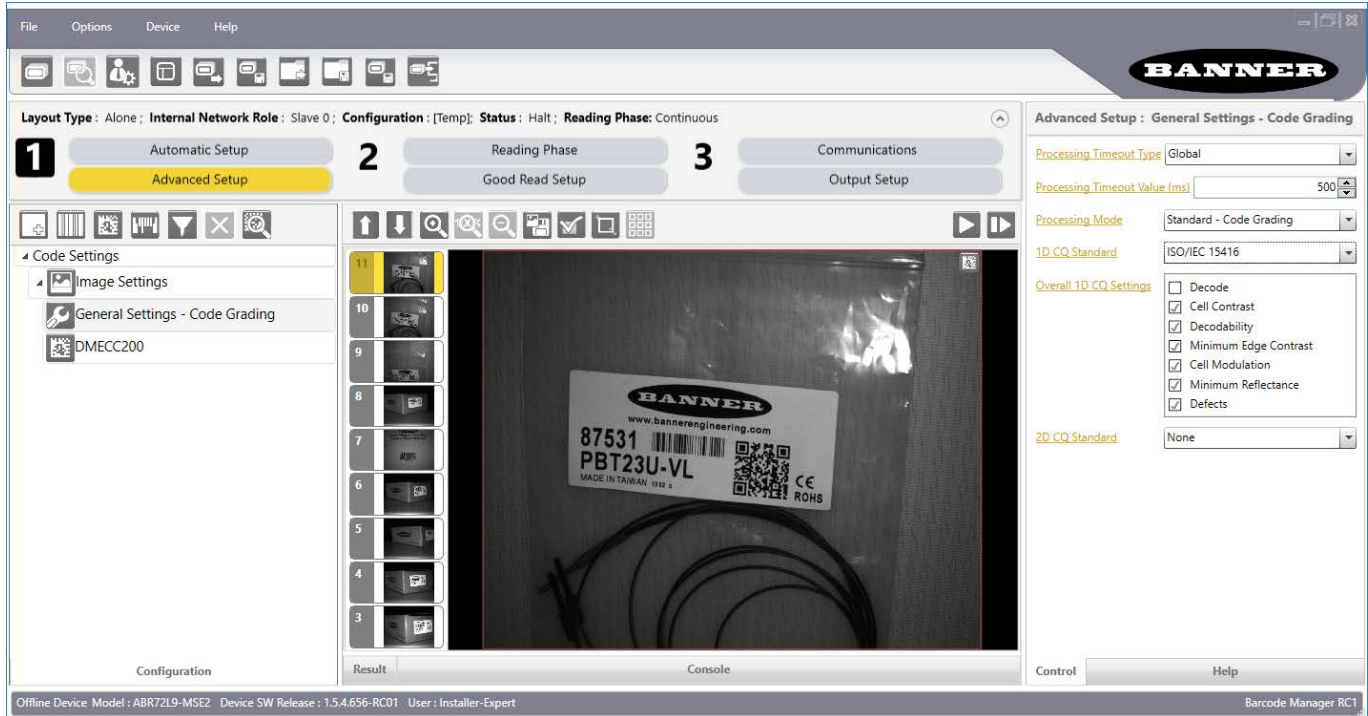 File Options Device Help
BANNER
Layout Type : Alone ; Internal Network Role : Slave 0 ; Configuration : [Temp]; Status : Halt ; Reading Phase: Continuous
1 Automatic Setup 2 Reading Phase 3 Communications
Advanced Setup Good Read Setup Output Setup
Code Settings
Image Settings
General Settings - Code Grading
DMECC200
Configuration
11
10
9
8
7
6
5
4
3
BANNER
www.bannerengineering.com
87531
PBT23U-VL
MADE IN TAIWAN
CE
ROHS
Result Console
Advanced Setup : General Settings - Code Grading
Processing Timeout Type Global
Processing Timeout Value (ms) 500
Processing Mode Standard - Code Grading
1D CQ Standard ISO/IEC 15416
Overall 1D CQ Settings Decode
Cell Contrast
Decodability
Minimum Edge Contrast
Cell Modulation
Minimum Reflectance
Defects
2D CQ Standard None
Control Help
Offline Device Model : ABR72L9-MSE2 Device SW Release : 1.5.4.656-RC01 User : Installer-Expert Barcode Manager RC1